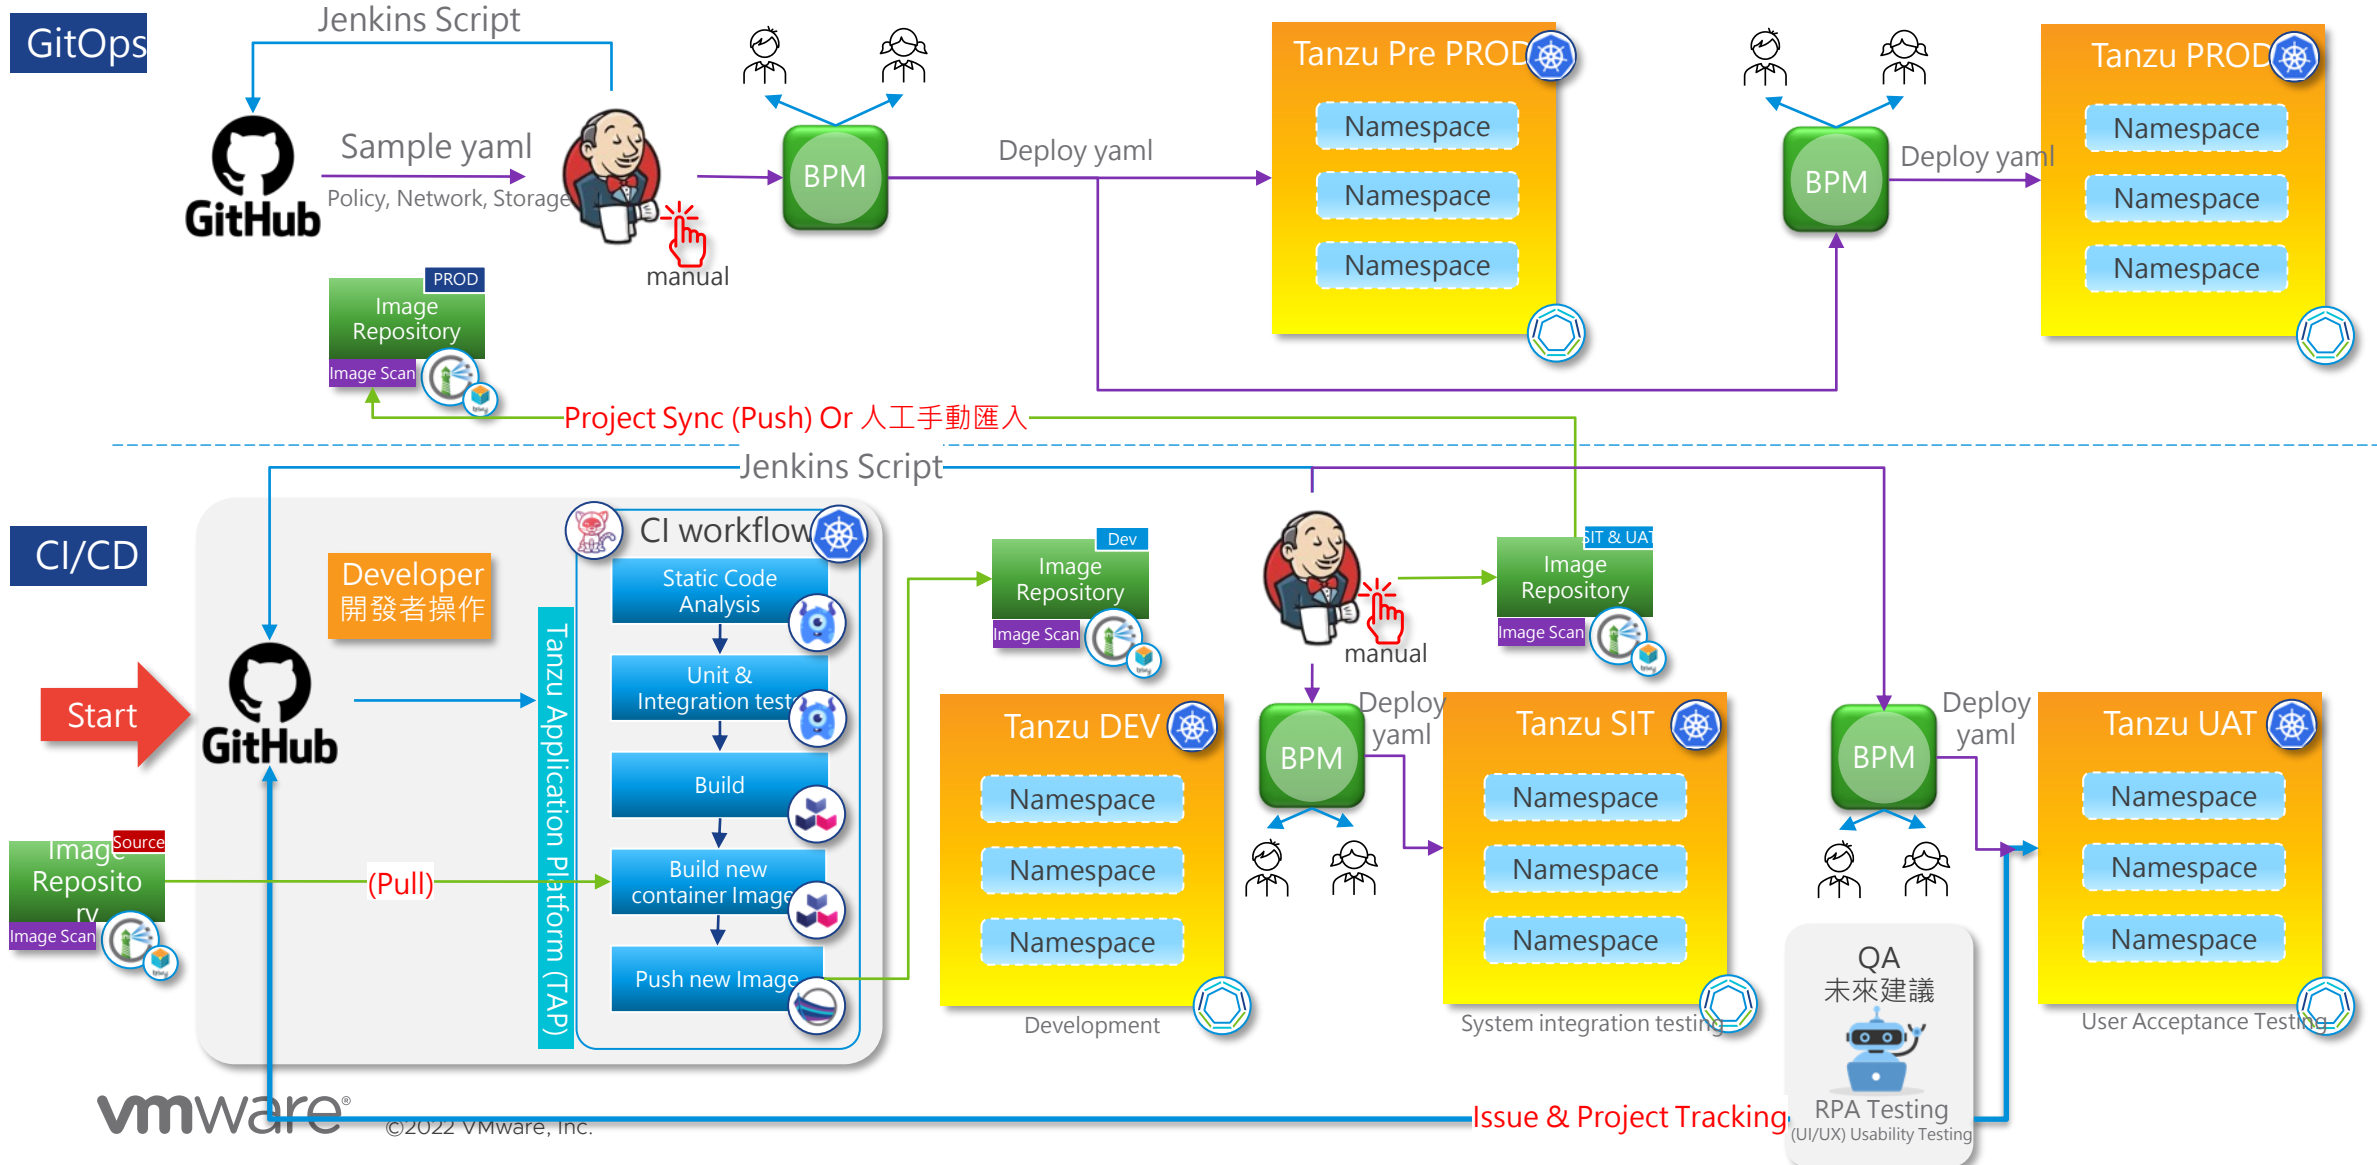 GitOps
Jenkins Script
GitHub
Sample yaml
Policy, Network, Storage
manual
BPM
Deploy yaml
Tanzu Pre PROD
Namespace
Namespace
Namespace
BPM
Deploy yaml
Tanzu PROD
Namespace
Namespace
Namespace
PROD
Image
Repository
Image Scan
Project Sync (Push) Or 人工手動匯入
Jenkins Script
CI/CD
Start
GitHub
Developer
開發者操作
Tanzu Application Platform (TAP)
CI workflow
Static Code
Analysis
Unit &
Integration tests
Build
Build new
container Image
Push new Image
Source
Image
Reposito
ry
Image Scan
(Pull)
Dev
Image
Repository
Image Scan
manual
SIT & UAT
Image
Repository
Image Scan
Tanzu DEV
Namespace
Namespace
Namespace
Development
BPM
Deploy
yaml
Tanzu SIT
Namespace
Namespace
Namespace
System integration testing
BPM
Deploy
yaml
Tanzu UAT
Namespace
Namespace
Namespace
User Acceptance Testing
QA
未來建議
RPA Testing
(UI/UX) Usability Testing
Issue & Project Tracking
vmware®
©2022 VMware, Inc.